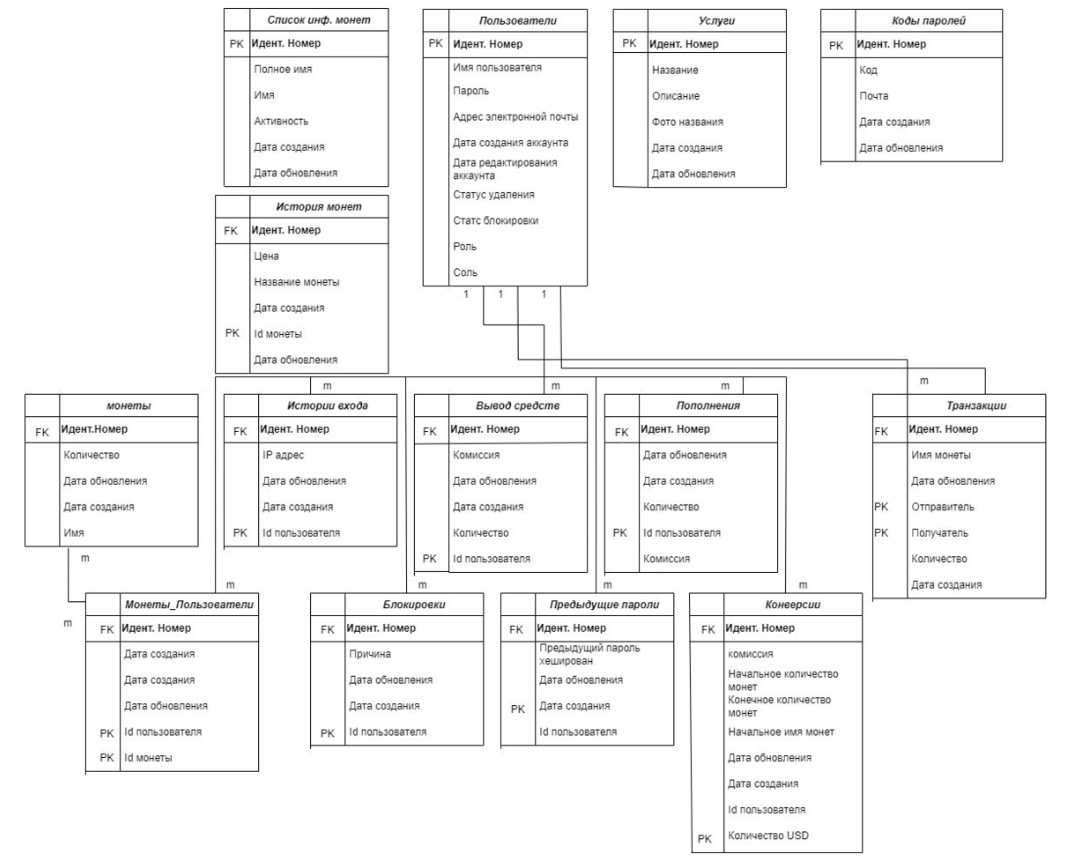 Список инф. монет
PK Идент. Номер
Полное имя
Имя
Активность
Дата создания
Дата обновления
Пользователи
PK Идент. Номер
Имя пользователя
Пароль
Адрес электронной почты
Дата создания аккаунта
Дата редактирования
аккаунта
Статус удаления
Статс блокировки
Роль
Соль
Услуги
PK Идент. Номер
Название
Описание
Фото названия
Дата создания
Дата обновления
Коды паролей
PK Идент. Номер
Код
Почта
Дата создания
Дата обновления
История монет
FK Идент. Номер
Цена
Название монеты
Дата создания
PK Id монеты
Дата обновления
1 1 1
m m m m
монеты
FK Идент.Номер
Количество
Дата обновления
Дата создания
Имя
Истории входа
FK Идент. Номер
IP адрес
Дата обновления
Дата создания
PK Id пользователя
Вывод средств
FK Идент. Номер
Комиссия
Дата обновления
Дата создания
Количество
PK Id пользователя
Пополнения
FK Идент. Номер
Дата обновления
Дата создания
Количество
PK Id пользователя
Комиссия
Транзакции
FK Идент. Номер
Имя монеты
Дата обновления
PK Отправитель
PK Получатель
Количество
Дата создания
m
m m m m
m
Монеты_Пользователи
FK Идент. Номер
Дата создания
Дата создания
Дата обновления
PK Id пользователя
PK Id монеты
Блокировки
FK Идент. Номер
Причина
Дата обновления
Дата создания
PK Id пользователя
Предыдущие пароли
FK Идент. Номер
Предыдущий пароль
хеширован
Дата обновления
PK Дата создания
Id пользователя
Конверсии
FK Идент. Номер
комиссия
Начальное количество
монет
Конечное количество
монет
Начальное имя монет
Дата обновления
Дата создания
Id пользователя
PK Количество USD